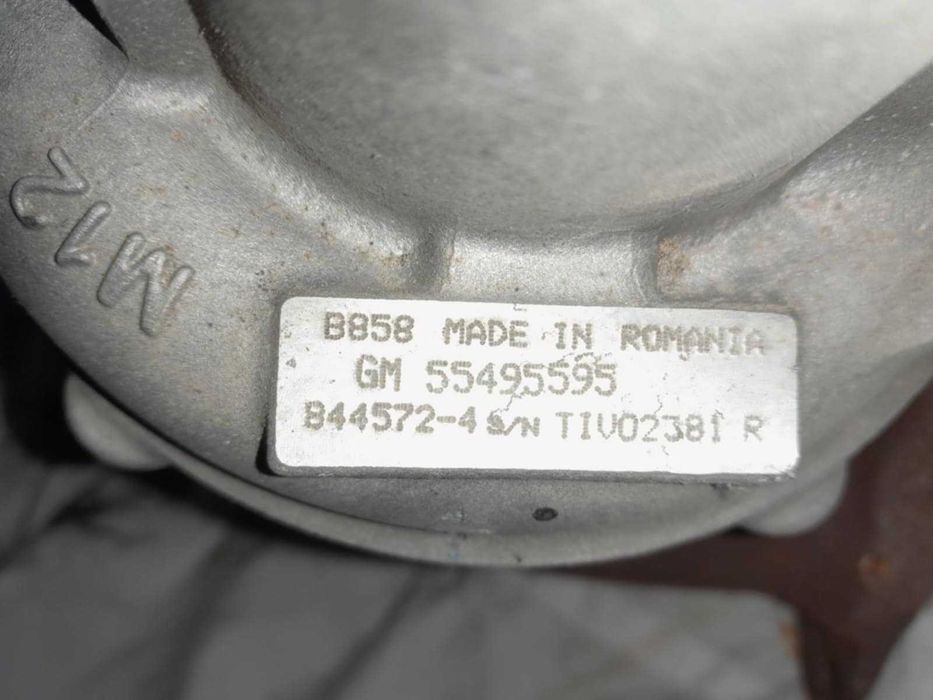 M12
B858 MADE IN ROMANIA
GM 55495595
844572-4 S/N TIV02381 R